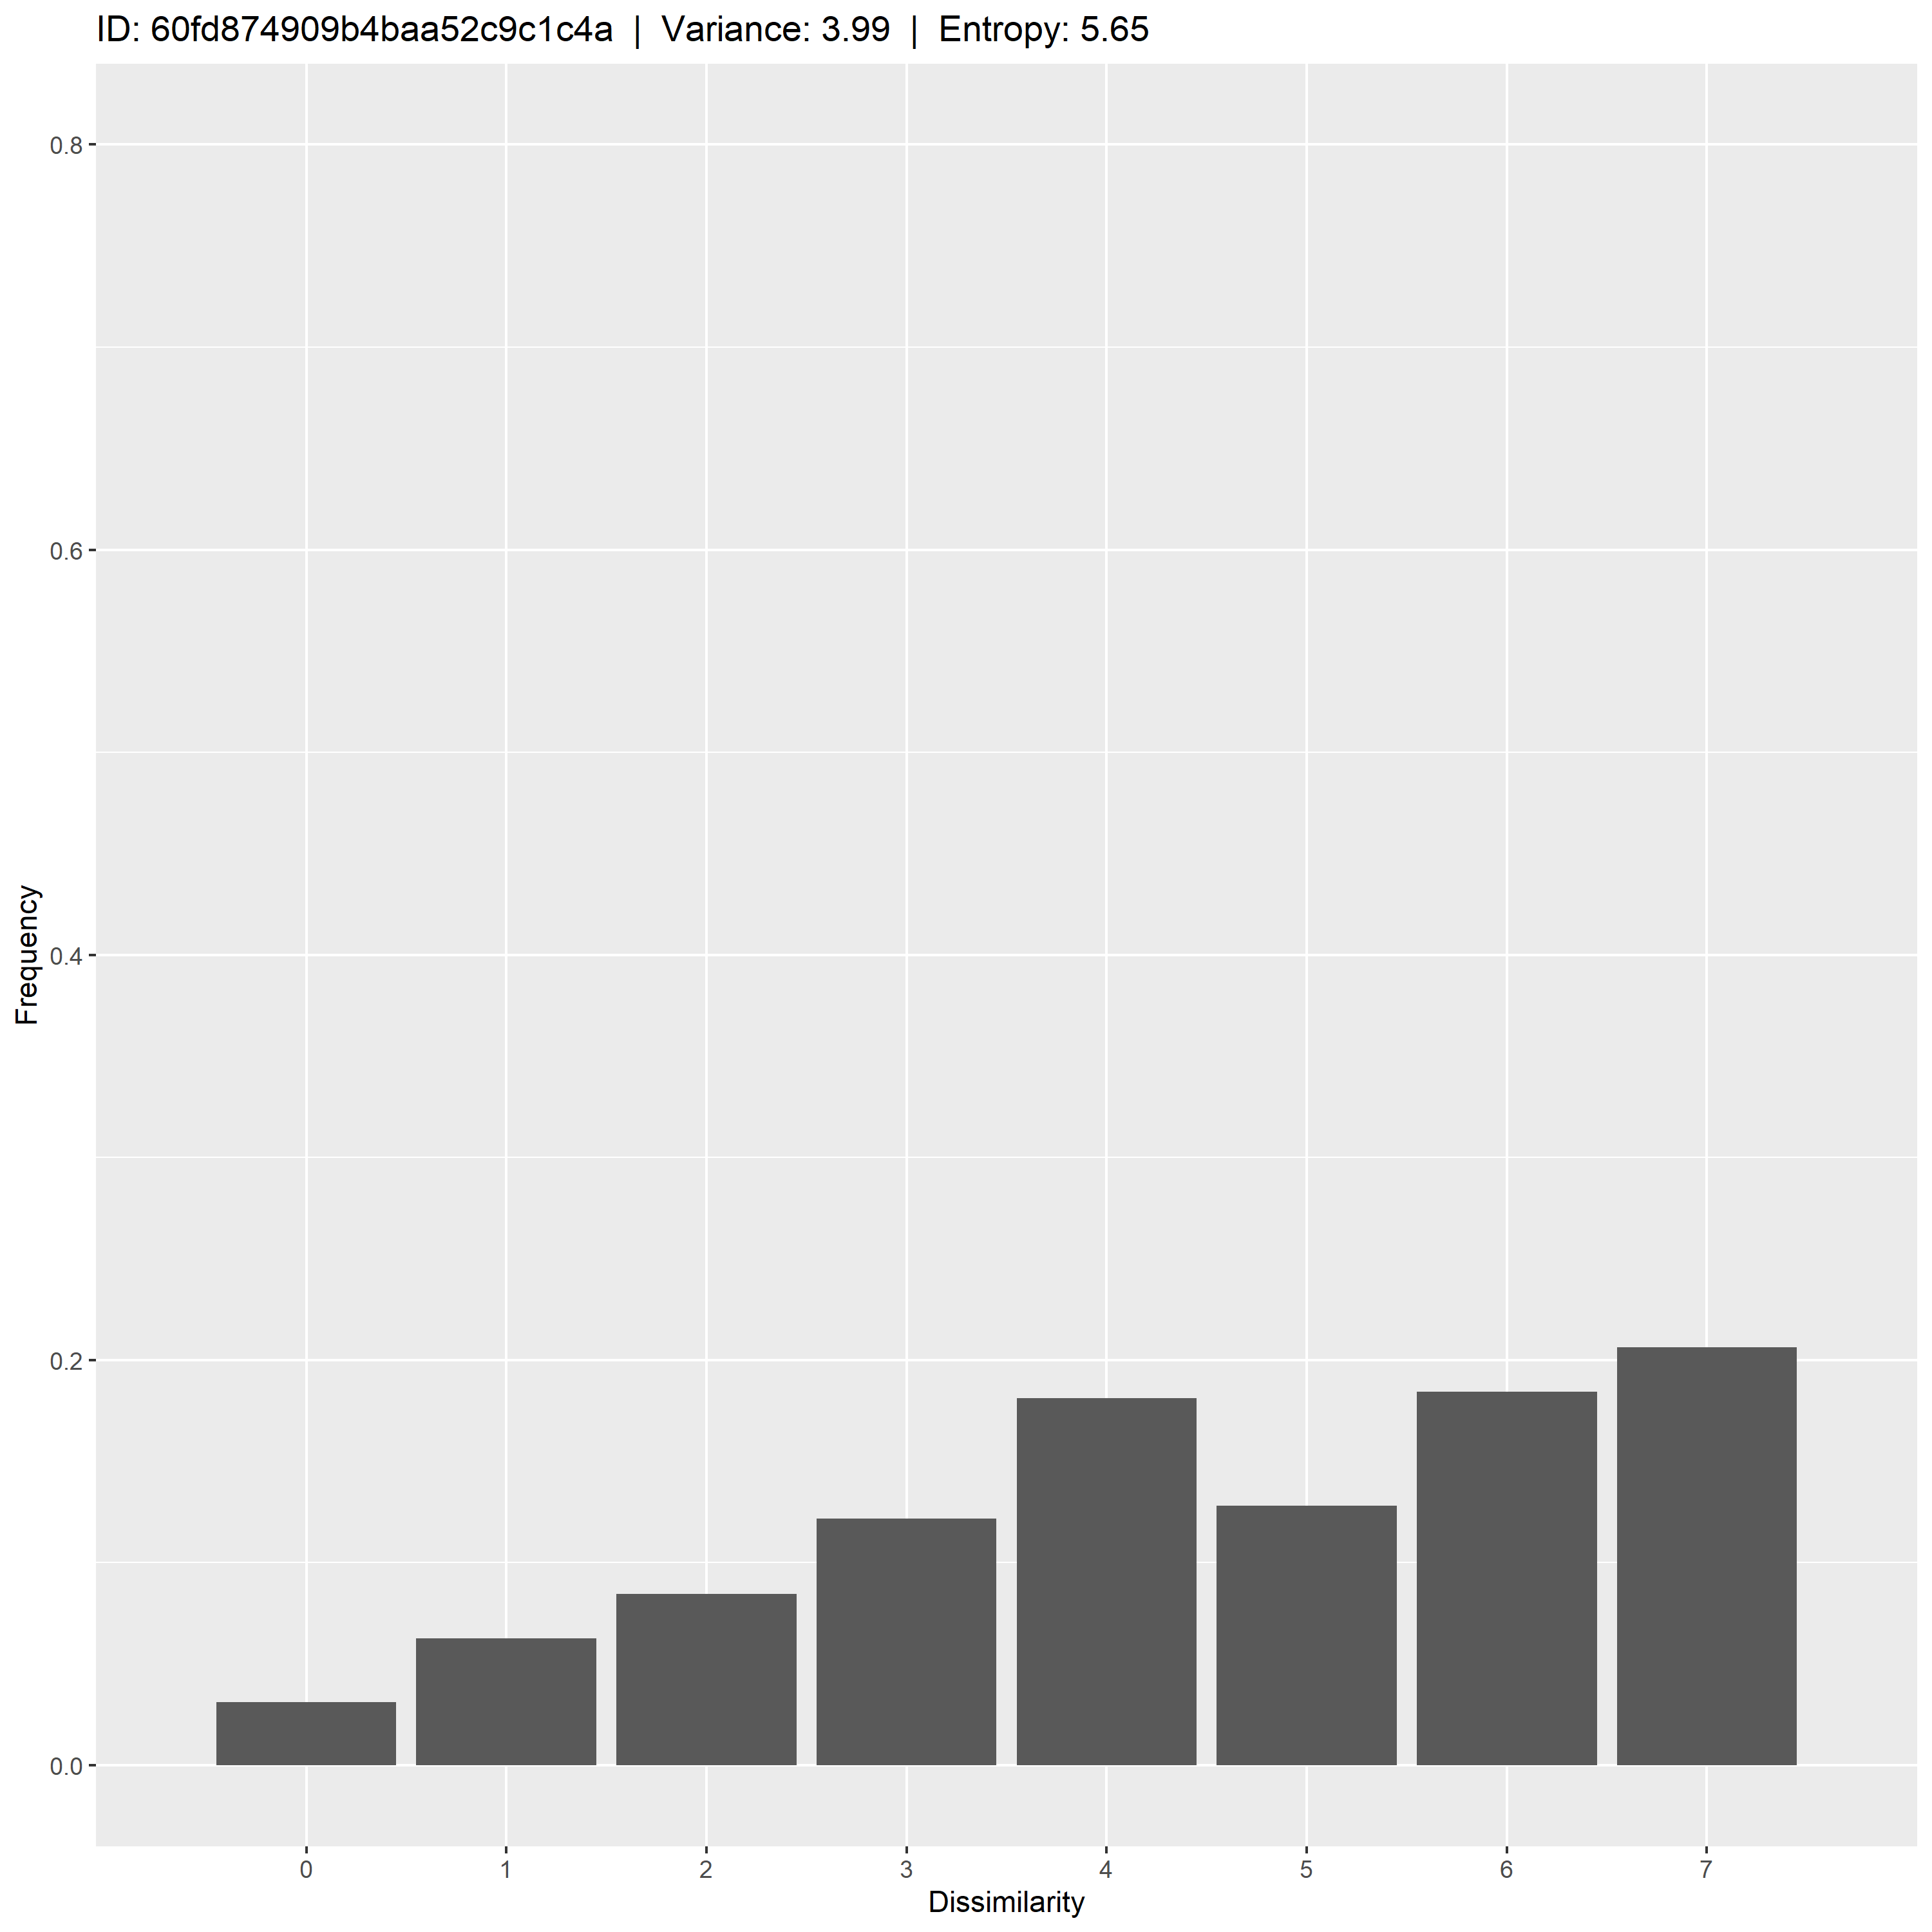 ID: 60fd874909b4baa52c9c1c4a | Variance: 3.99 | Entropy: 5.65
Frequency
0.8
0.6
0.4
0.2
0.0
0 1 2 3 4 5 6 7
Dissimilarity